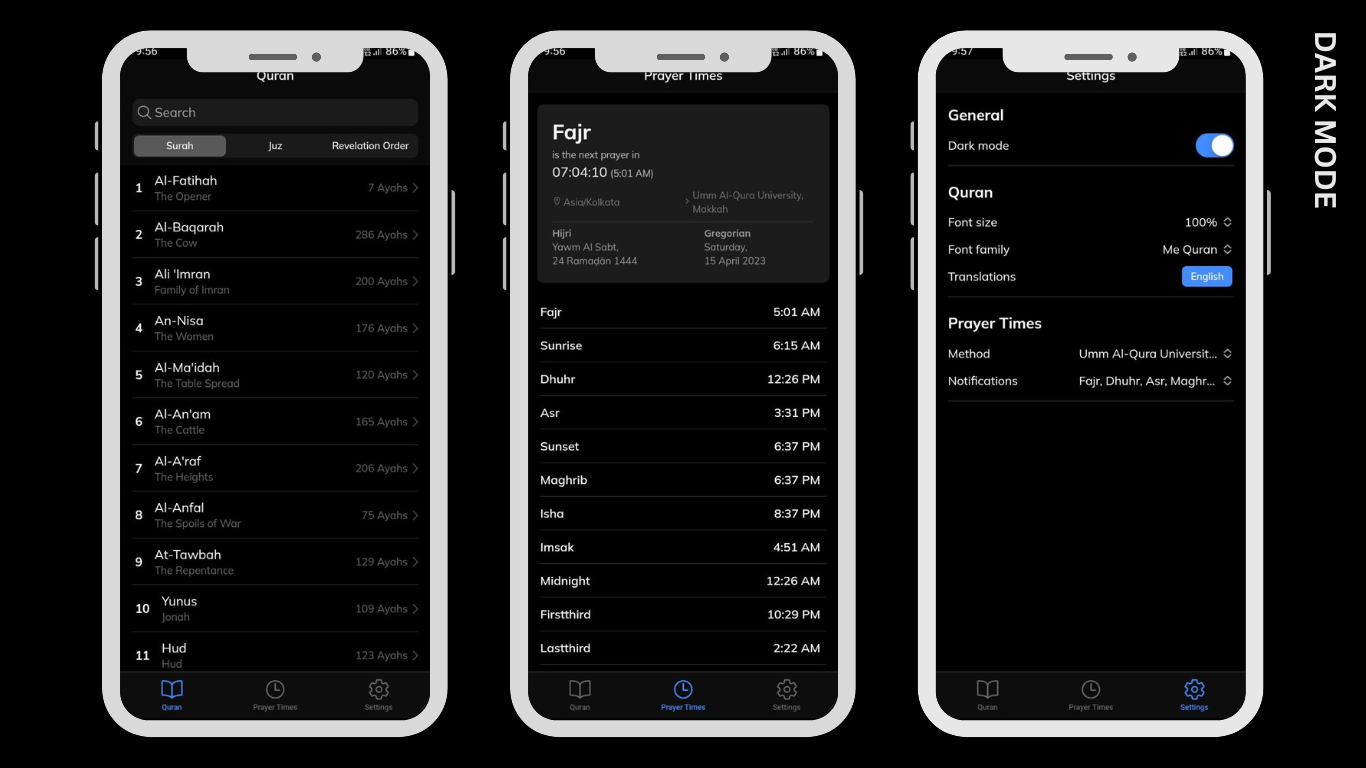 9:56
86%
Quran
Search
Surah Juz Revelation Order
1 Al-Fatihah 7 Ayahs
The Opener
2 Al-Baqarah 286 Ayahs
The Cow
3 Ali 'Imran 200 Ayahs
Family of Imran
4 An-Nisa 176 Ayahs
The Women
5 Al-Ma'idah 120 Ayahs
The Table Spread
6 Al-An'am 165 Ayahs
The Cattle
7 Al-A'raf 206 Ayahs
The Heights
8 Al-Anfal 75 Ayahs
The Spoils of War
9 At-Tawbah 129 Ayahs
The Repentance
10 Yunus 109 Ayahs
Jonah
11 Hud 123 Ayahs
Hud
Quran Prayer Times Settings
9:56
86%
Prayer Times
Fajr
is the next prayer in
07:04:10 (5:01 AM)
Asia/Kolkata
Umm Al-Qura University,
Makkah
Hijri
Yawm Al Sabt,
24 Ramaḍān 1444
Gregorian
Saturday,
15 April 2023
Fajr 5:01 AM
Sunrise 6:15 AM
Dhuhr 12:26 PM
Asr 3:31 PM
Sunset 6:37 PM
Maghrib 6:37 PM
Isha 8:37 PM
Imsak 4:51 AM
Midnight 12:26 AM
Firstthird 10:29 PM
Lastthird 2:22 AM
Quran Prayer Times Settings
9:57
86%
Settings
General
Dark mode
Quran
Font size 100%
Font family Me Quran
Translations English
Prayer Times
Method Umm Al-Qura Universit...
Notifications Fajr, Dhuhr, Asr, Maghr...
Quran Prayer Times Settings
DARK MODE